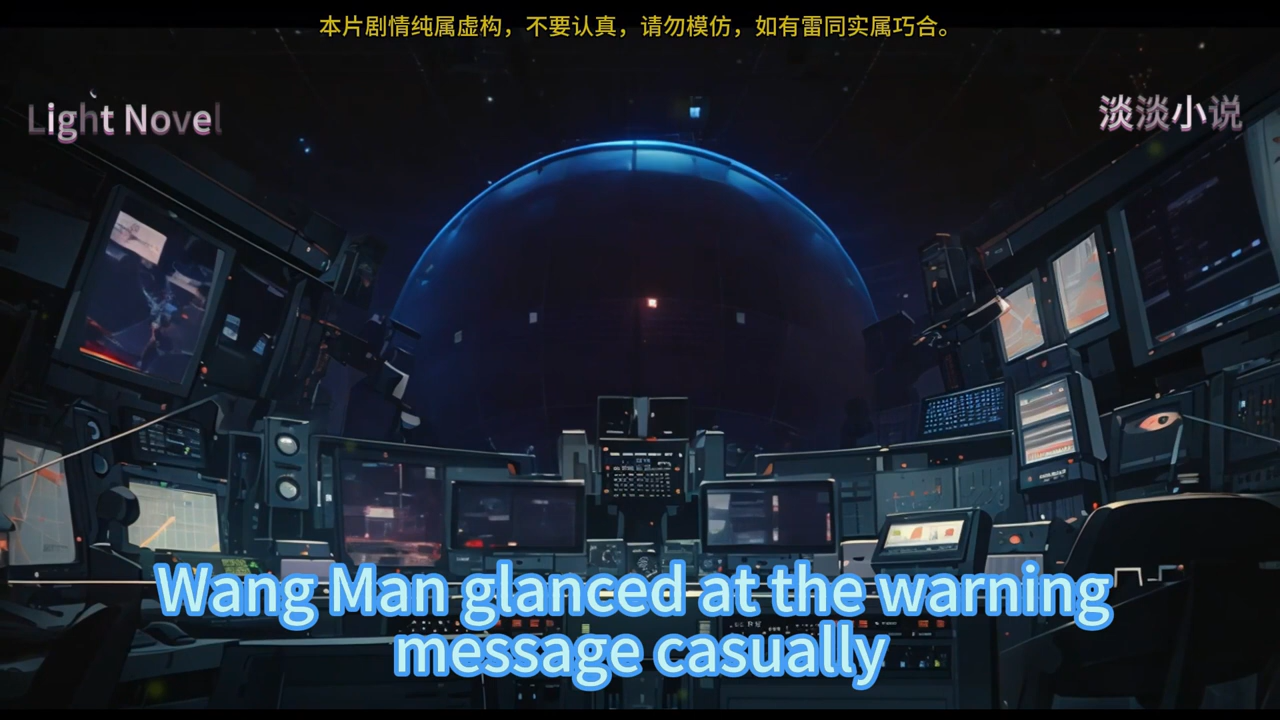 本片剧情纯属虚构，不要认真，请勿模仿，如有雷同实属巧合。
Light Novel
淡淡小说
Wang Man glanced at the warning
message casually